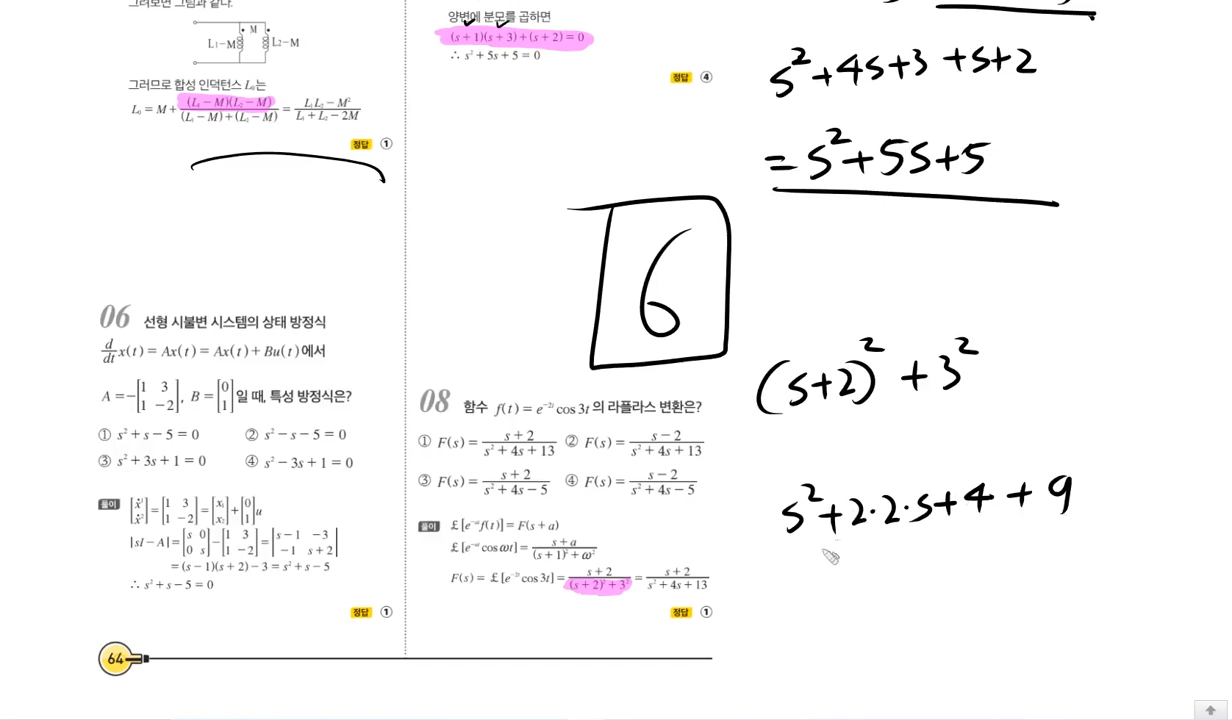 그려보면 그림과 같다.
M
L₁-M L₂-M
그러므로 합성 인덕턴스 L₀는
L₀ = M + (L₁ - M)(L₂ - M) / (L₁ - M) + (L₂ - M) = L₁L₂ - M² / L₁ + L₂ - 2M
정답 ①
06 선형 시불변 시스템의 상태 방정식
d/dt x(t) = Ax(t) = Ax(t) + Bu(t)에서
A = -[1 3; 1 -2], B = [0; 1]일 때, 특성 방정식은?
① s² + s - 5 = 0 ② s² - s - 5 = 0
③ s² + 3s + 1 = 0 ④ s² - 3s + 1 = 0
풀이 = [1 3; 1 -2] = [x₁; x₂] + [0; 1]u
|sI - A| = [s 0; 0 s] - [1 3; 1 -2] = |s-1 -3; -1 s+2|
= (s-1)(s+2) - 3 = s² + s - 5
∴ s² + s - 5 = 0
정답 ①
64
양변에 분모를 곱하면
(s+1)(s+3) + (s+2) = 0
∴ s² + 5s + 5 = 0
정답 ④
6
08 함수 f(t) = e⁻²ᵗ cos3t 의 라플라스 변환은?
① F(s) = s+2 / s² + 4s + 13 ② F(s) = s-2 / s² + 4s + 13
③ F(s) = s+2 / s² + 4s - 5 ④ F(s) = s-2 / s² + 4s - 5
풀이 £[e⁻ᵃᵗ f(t)] = F(s + a)
£[e⁻ᵃᵗ cos ωt] = s+a / (s+1)² + ω²
F(s) = £[e⁻²ᵗ cos 3t] = s+2 / (s+2)² + 3² = s+2 / s² + 4s + 13
정답 ①
s² + 4s + 3 + s + 2
= s² + 5s + 5
(s+2)² + 3²
s² + 2·2·s + 4 + 9